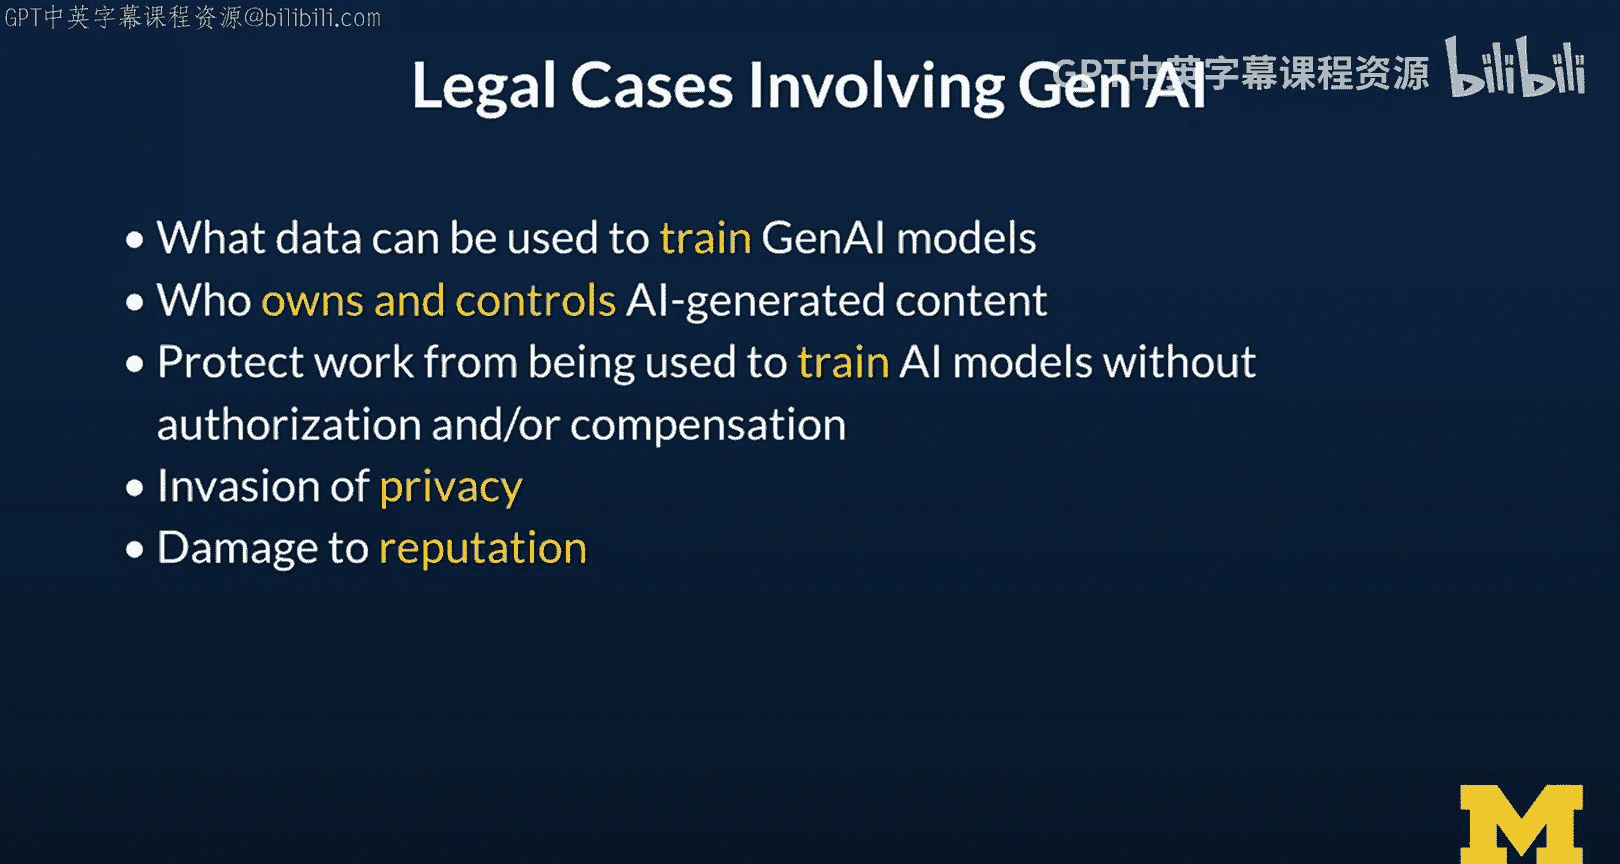 GPT中英字幕课程资源@bilibili.com
Legal Cases Involving Gen AI
GPT中英字幕课程资源 bilibili
• What data can be used to train GenAI models
• Who owns and controls AI-generated content
• Protect work from being used to train AI models without
authorization and/or compensation
• Invasion of privacy
• Damage to reputation
M